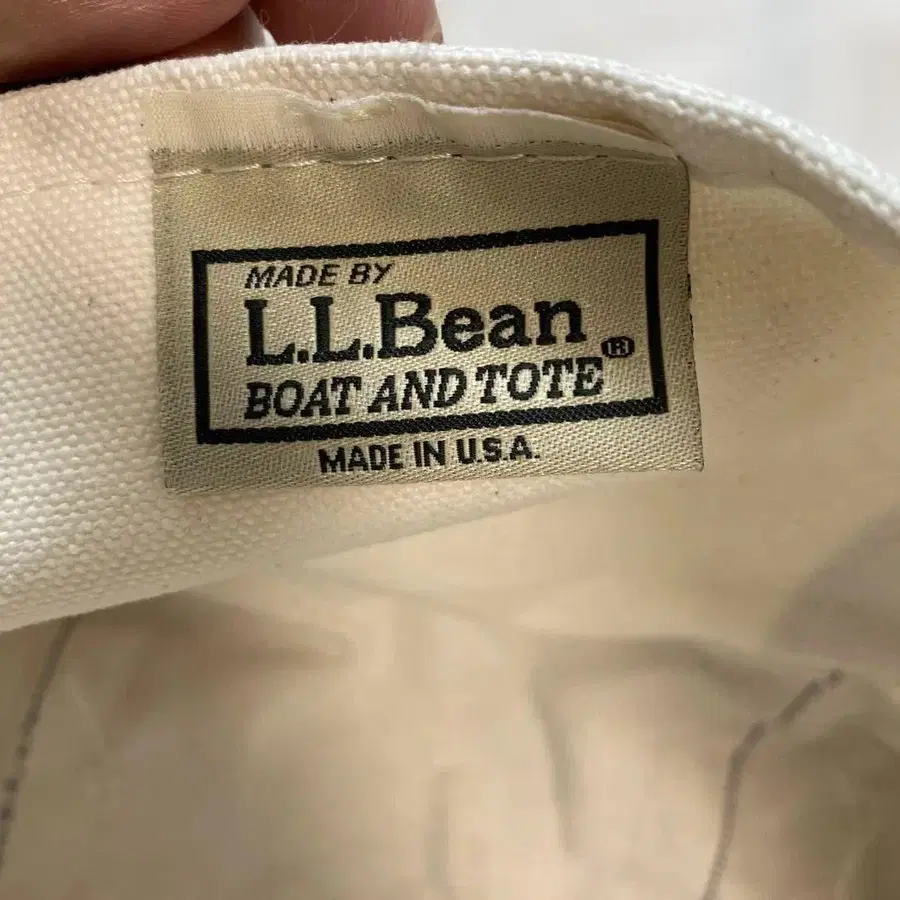 MADE BY
L.L.Bean
BOAT AND TOTE®
MADE IN U.S.A.